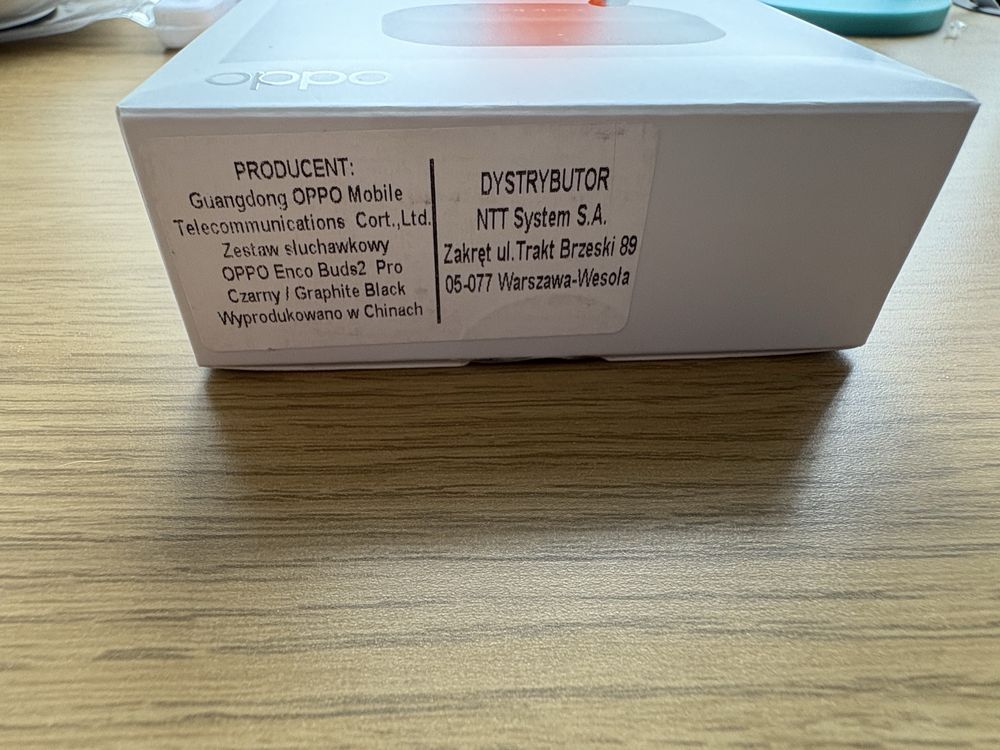 oppo
PRODUCENT:
Guangdong OPPO Mobile
Telecommunications Cort.,Ltd.
Zestaw sluchawkowy
OPPO Enco Buds2 Pro
Czarny / Graphite Black
Wyprodukowano w Chinach
DYSTRYBUTOR
NTT System S.A.
Zakręt ul.Trakt Brzeski 89
05-077 Warszawa-Wesoła